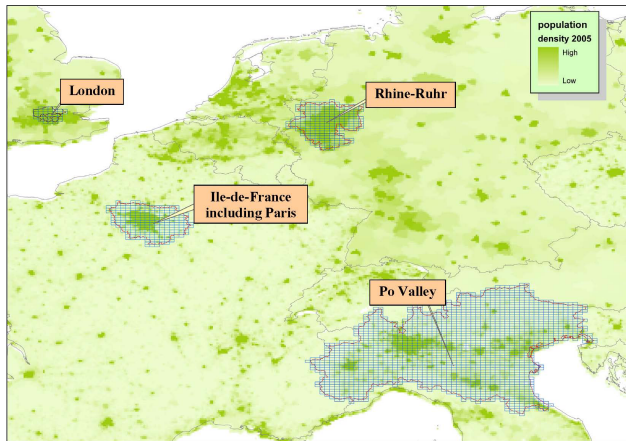 population
density 2005
High
Low
London
Rhine-Ruhr
Ile-de-France
including Paris
Po Valley